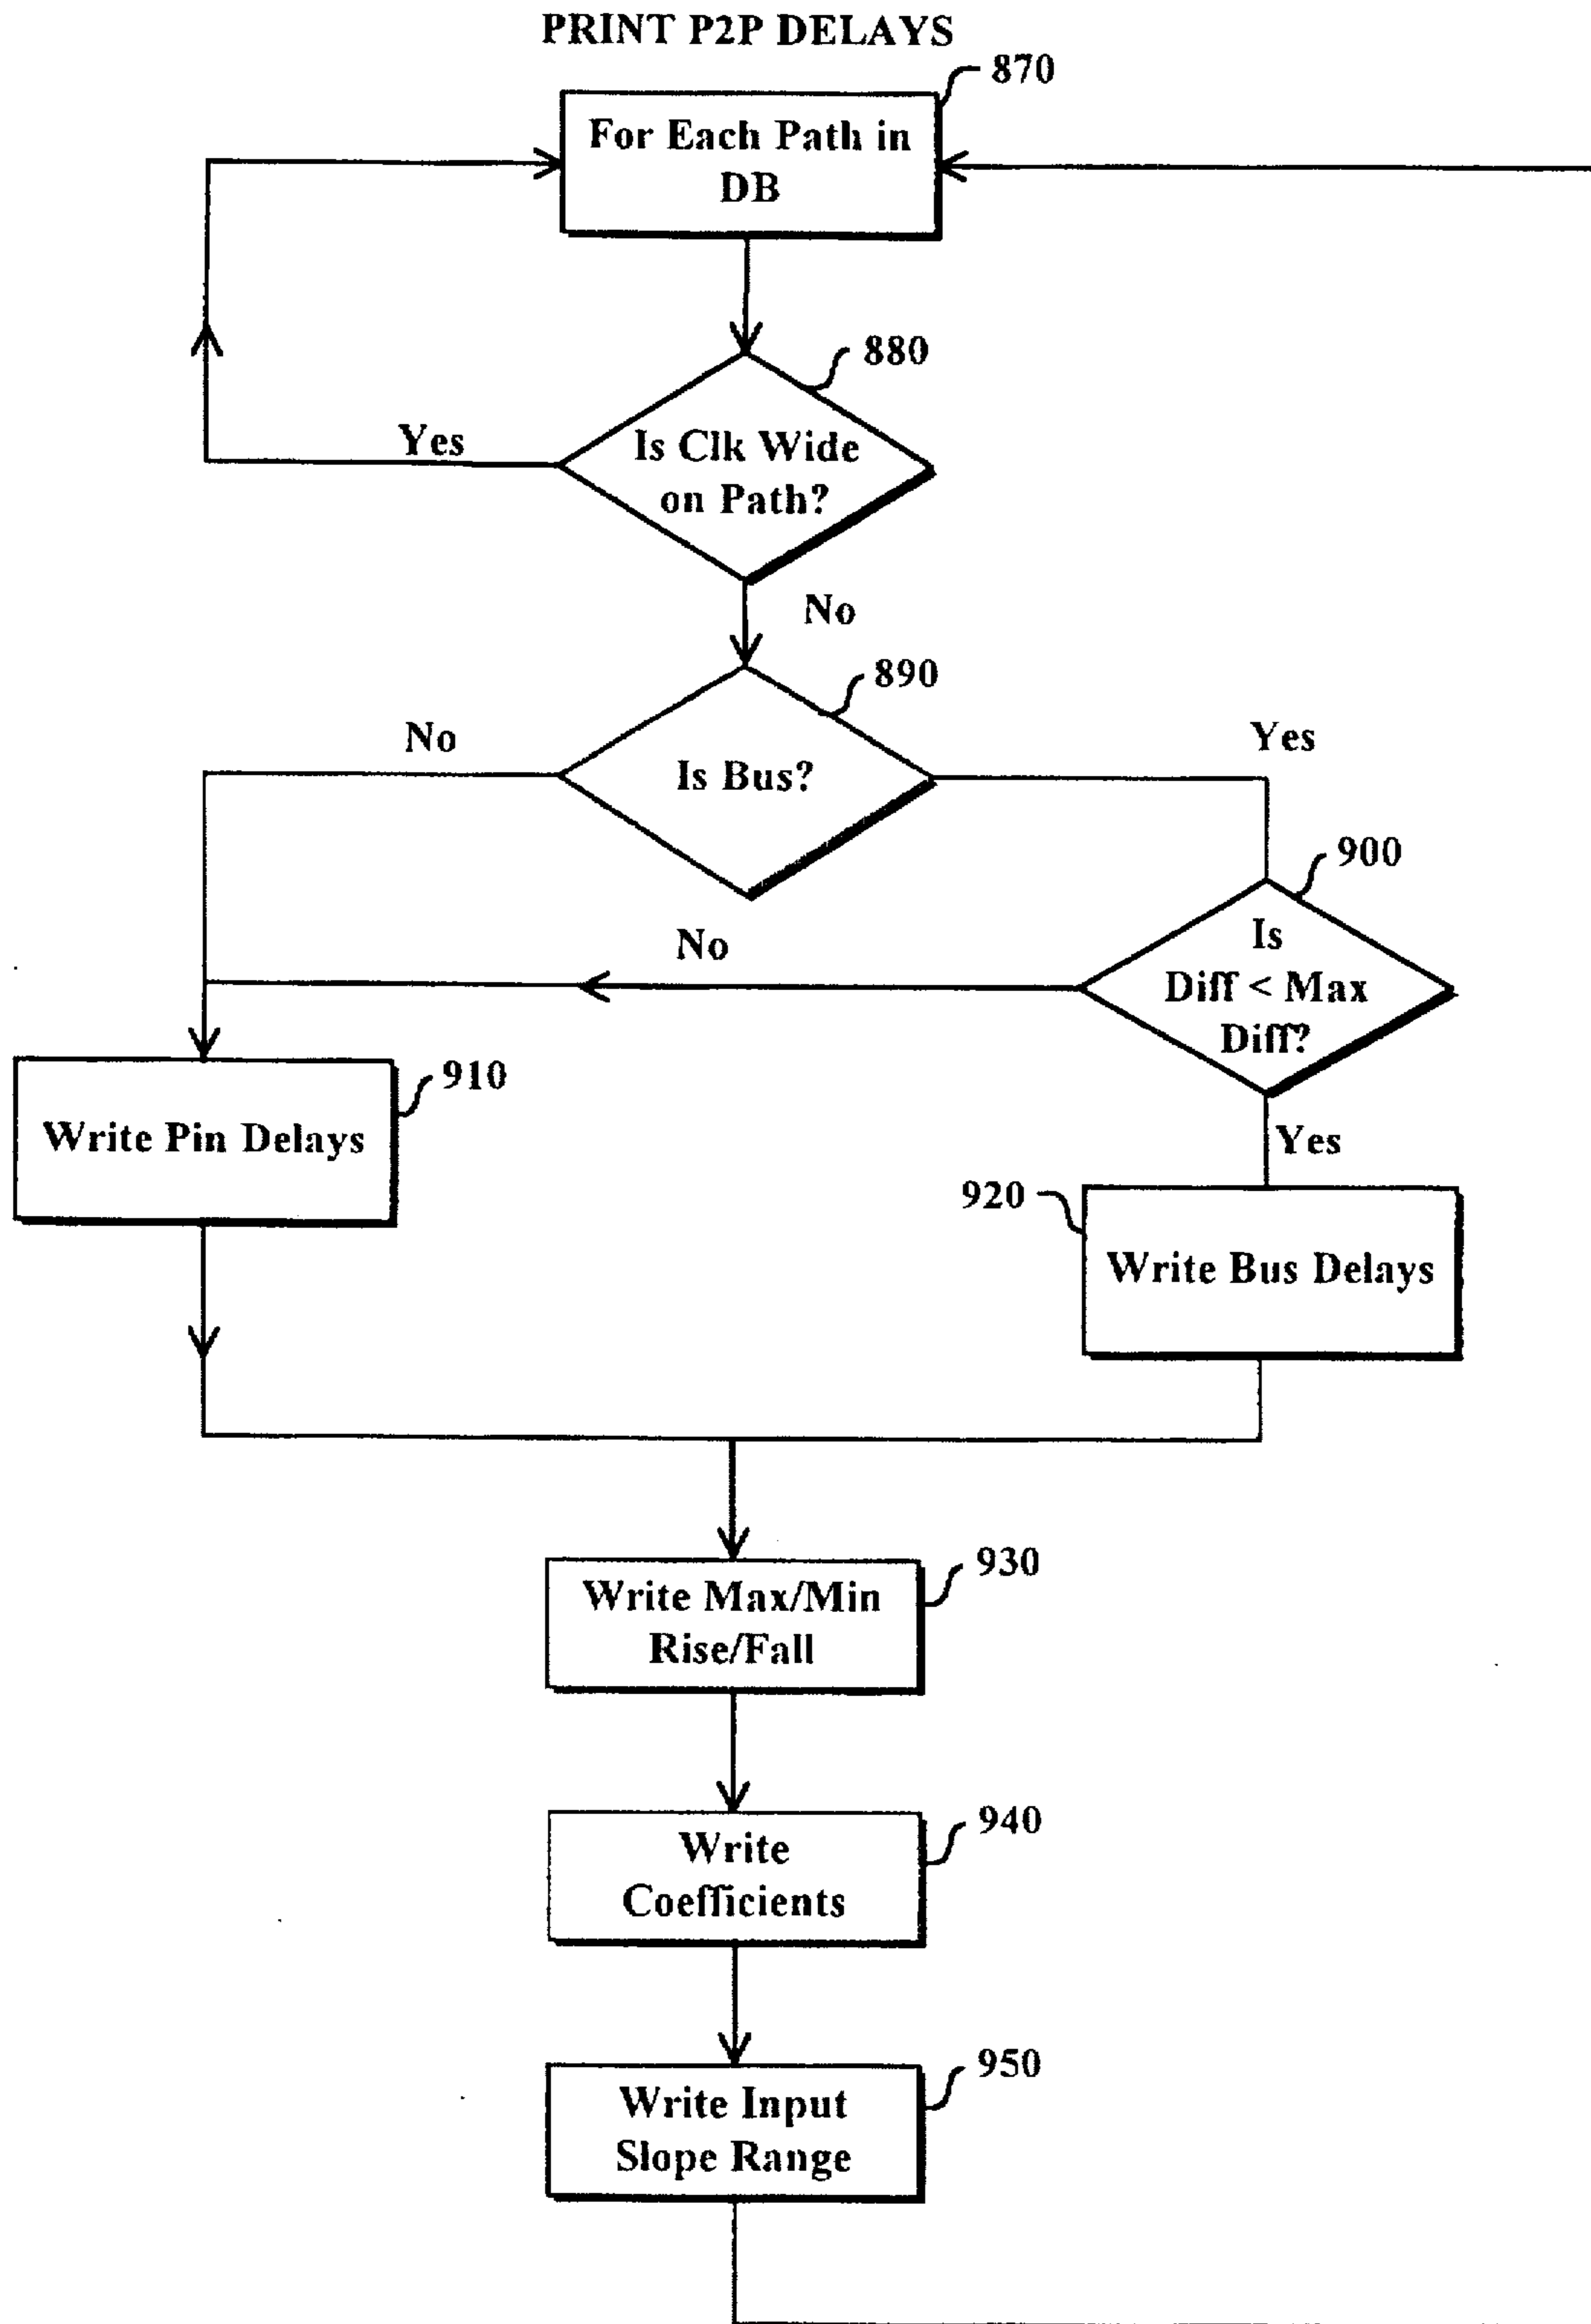 PRINT P2P DELAYS
870
For Each Path in
DB
880
Yes
Is Clk Wide
on Path?
No
890
No
Yes
Is Bus?
900
No
Is
Diff < Max
Diff?
910
Write Pin Delays
Yes
920
Write Bus Delays
930
Write Max/Min
Rise/Fall
940
Write
Coefficients
950
Write Input
Slope Range